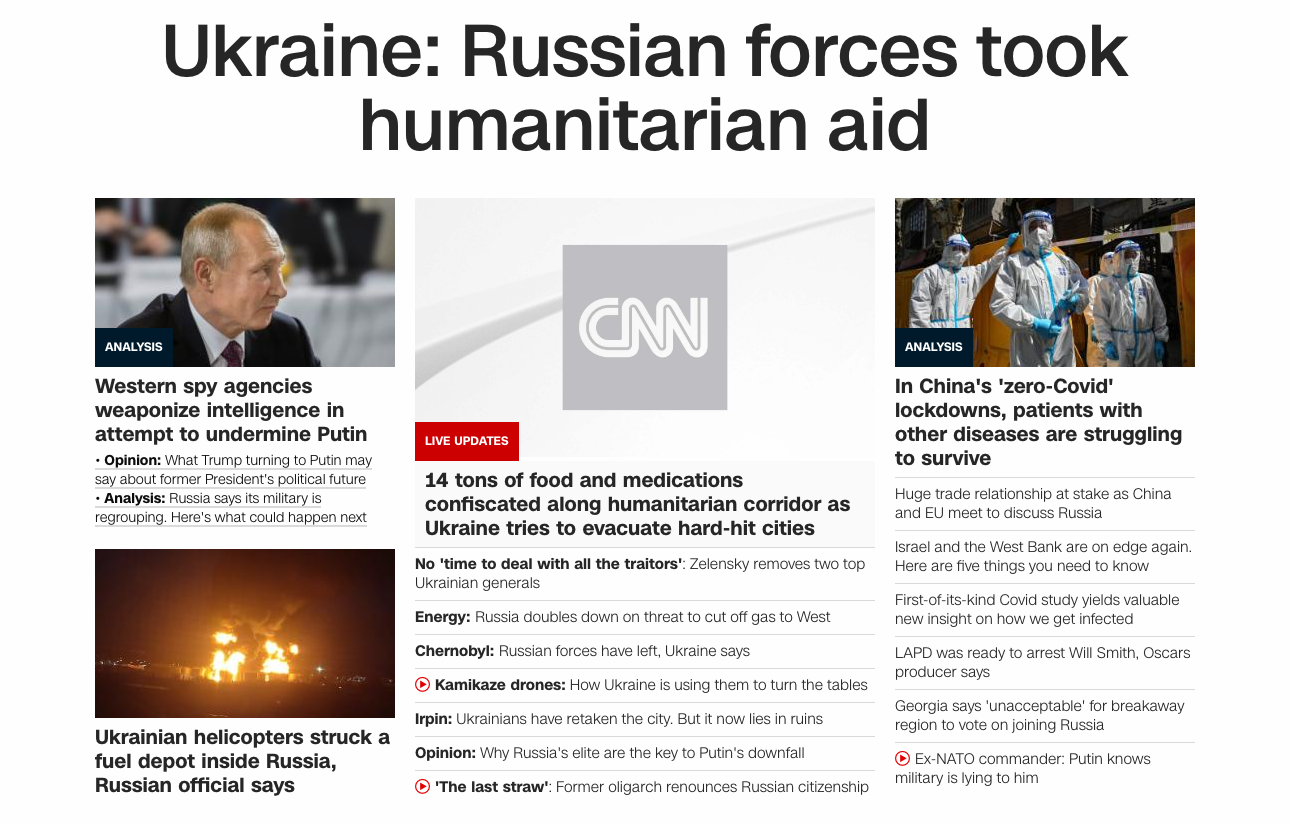 Ukraine: Russian forces took
humanitarian aid
ANALYSIS
Western spy agencies
weaponize intelligence in
attempt to undermine Putin
• Opinion: What Trump turning to Putin may
say about former President's political future
• Analysis: Russia says its military is
regrouping. Here's what could happen next
Ukrainian helicopters struck a
fuel depot inside Russia,
Russian official says
CNN
LIVE UPDATES
14 tons of food and medications
confiscated along humanitarian corridor as
Ukraine tries to evacuate hard-hit cities
No 'time to deal with all the traitors': Zelensky removes two top
Ukrainian generals
Energy: Russia doubles down on threat to cut off gas to West
Chernobyl: Russian forces have left, Ukraine says
Kamikaze drones: How Ukraine is using them to turn the tables
Irpin: Ukrainians have retaken the city. But it now lies in ruins
Opinion: Why Russia's elite are the key to Putin's downfall
'The last straw': Former oligarch renounces Russian citizenship
ANALYSIS
In China's 'zero-Covid'
lockdowns, patients with
other diseases are struggling
to survive
Huge trade relationship at stake as China
and EU meet to discuss Russia
Israel and the West Bank are on edge again.
Here are five things you need to know
First-of-its-kind Covid study yields valuable
new insight on how we get infected
LAPD was ready to arrest Will Smith, Oscars
producer says
Georgia says 'unacceptable' for breakaway
region to vote on joining Russia
Ex-NATO commander: Putin knows
military is lying to him